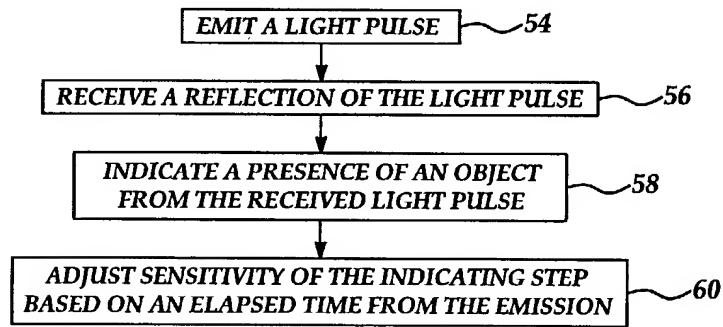 EMIT A LIGHT PULSE 54
RECEIVE A REFLECTION OF THE LIGHT PULSE 56
INDICATE A PRESENCE OF AN OBJECT
FROM THE RECEIVED LIGHT PULSE 58
ADJUST SENSITIVITY OF THE INDICATING STEP
BASED ON AN ELAPSED TIME FROM THE EMISSION 60